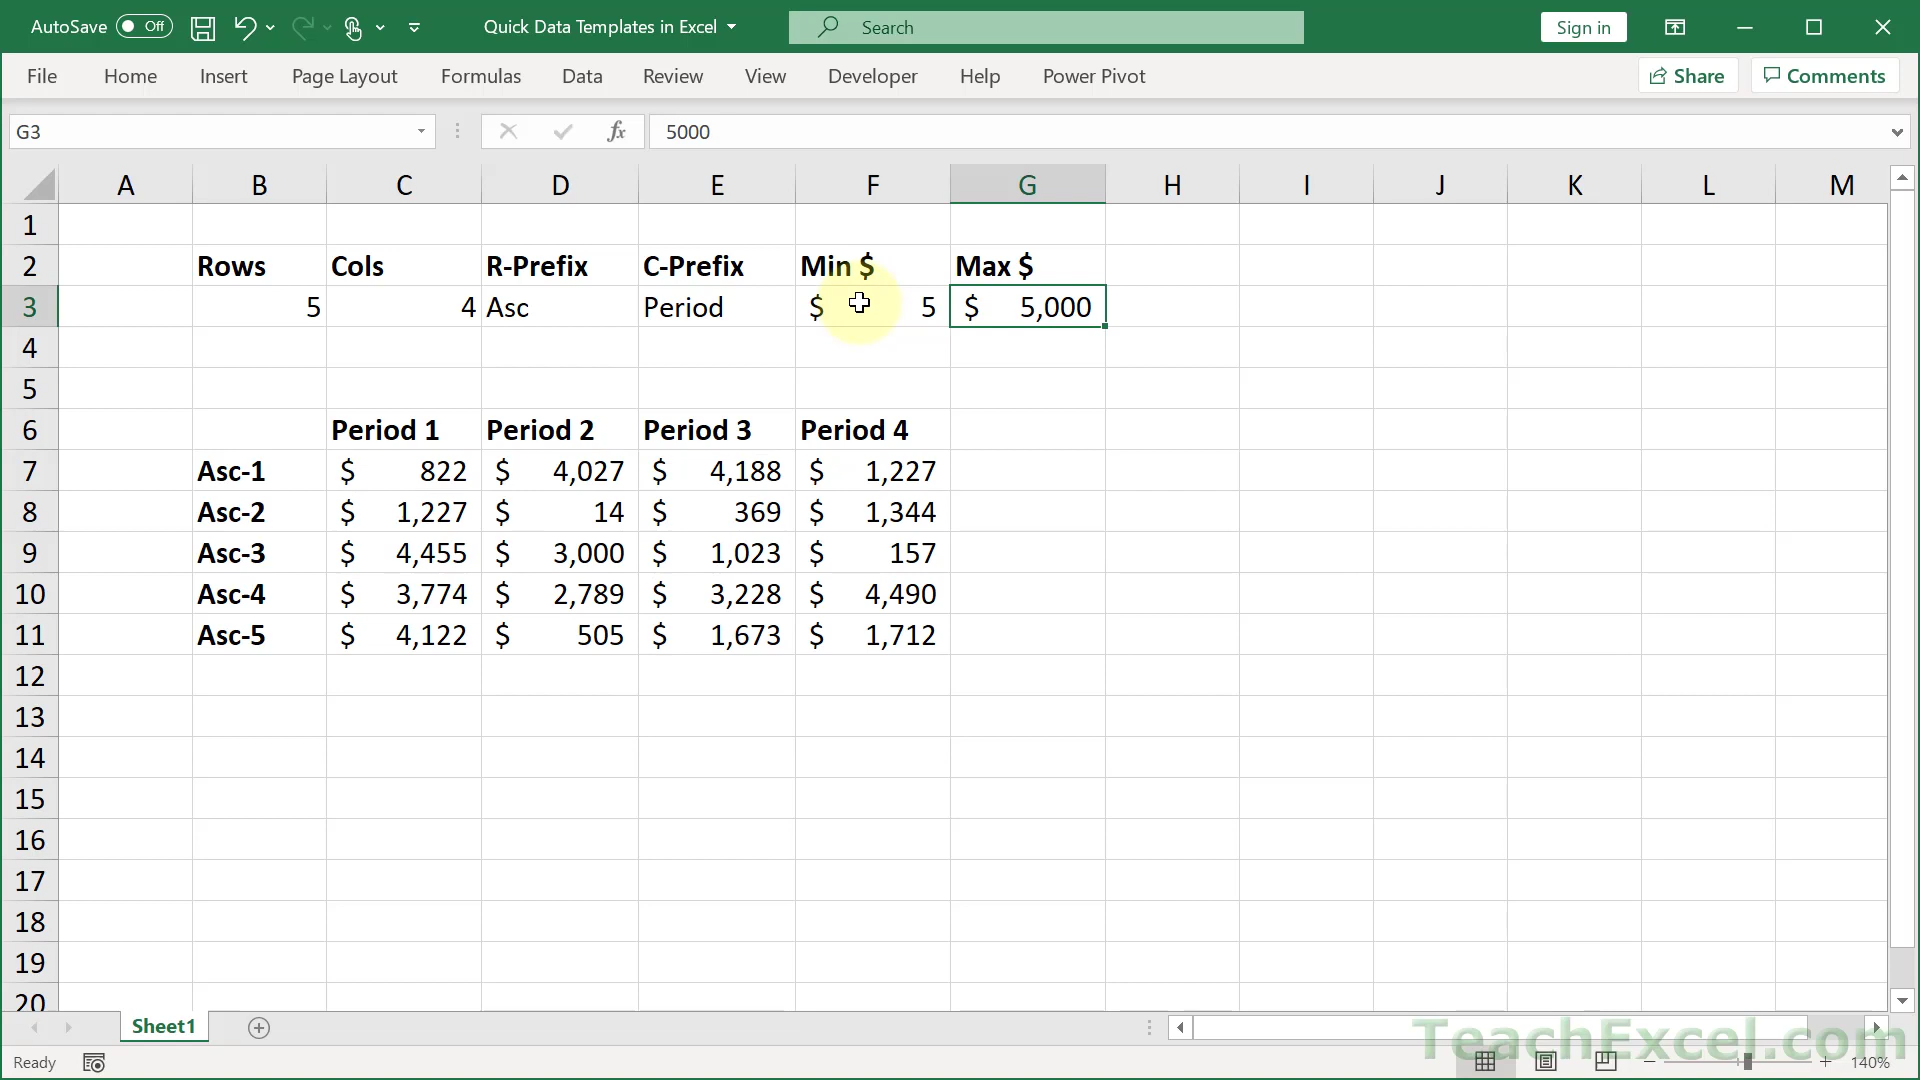 AutoSave Off Quick Data Templates in Excel Search Sign in
File Home Insert Page Layout Formulas Data Review View Developer Help Power Pivot Share Comments
G3 fx 5000
A B C D E F G H I J K L M
1
2 Rows Cols R-Prefix C-Prefix Min $ Max $
3 5 4 Asc Period $ 5 $ 5,000
4
5
6 Period 1 Period 2 Period 3 Period 4
7 Asc-1 $ 822 $ 4,027 $ 4,188 $ 1,227
8 Asc-2 $ 1,227 $ 14 $ 369 $ 1,344
9 Asc-3 $ 4,455 $ 3,000 $ 1,023 $ 157
10 Asc-4 $ 3,774 $ 2,789 $ 3,228 $ 4,490
11 Asc-5 $ 4,122 $ 505 $ 1,673 $ 1,712
12
13
14
15
16
17
18
19
20
Sheet1
TeachExcel.com
Ready 140%